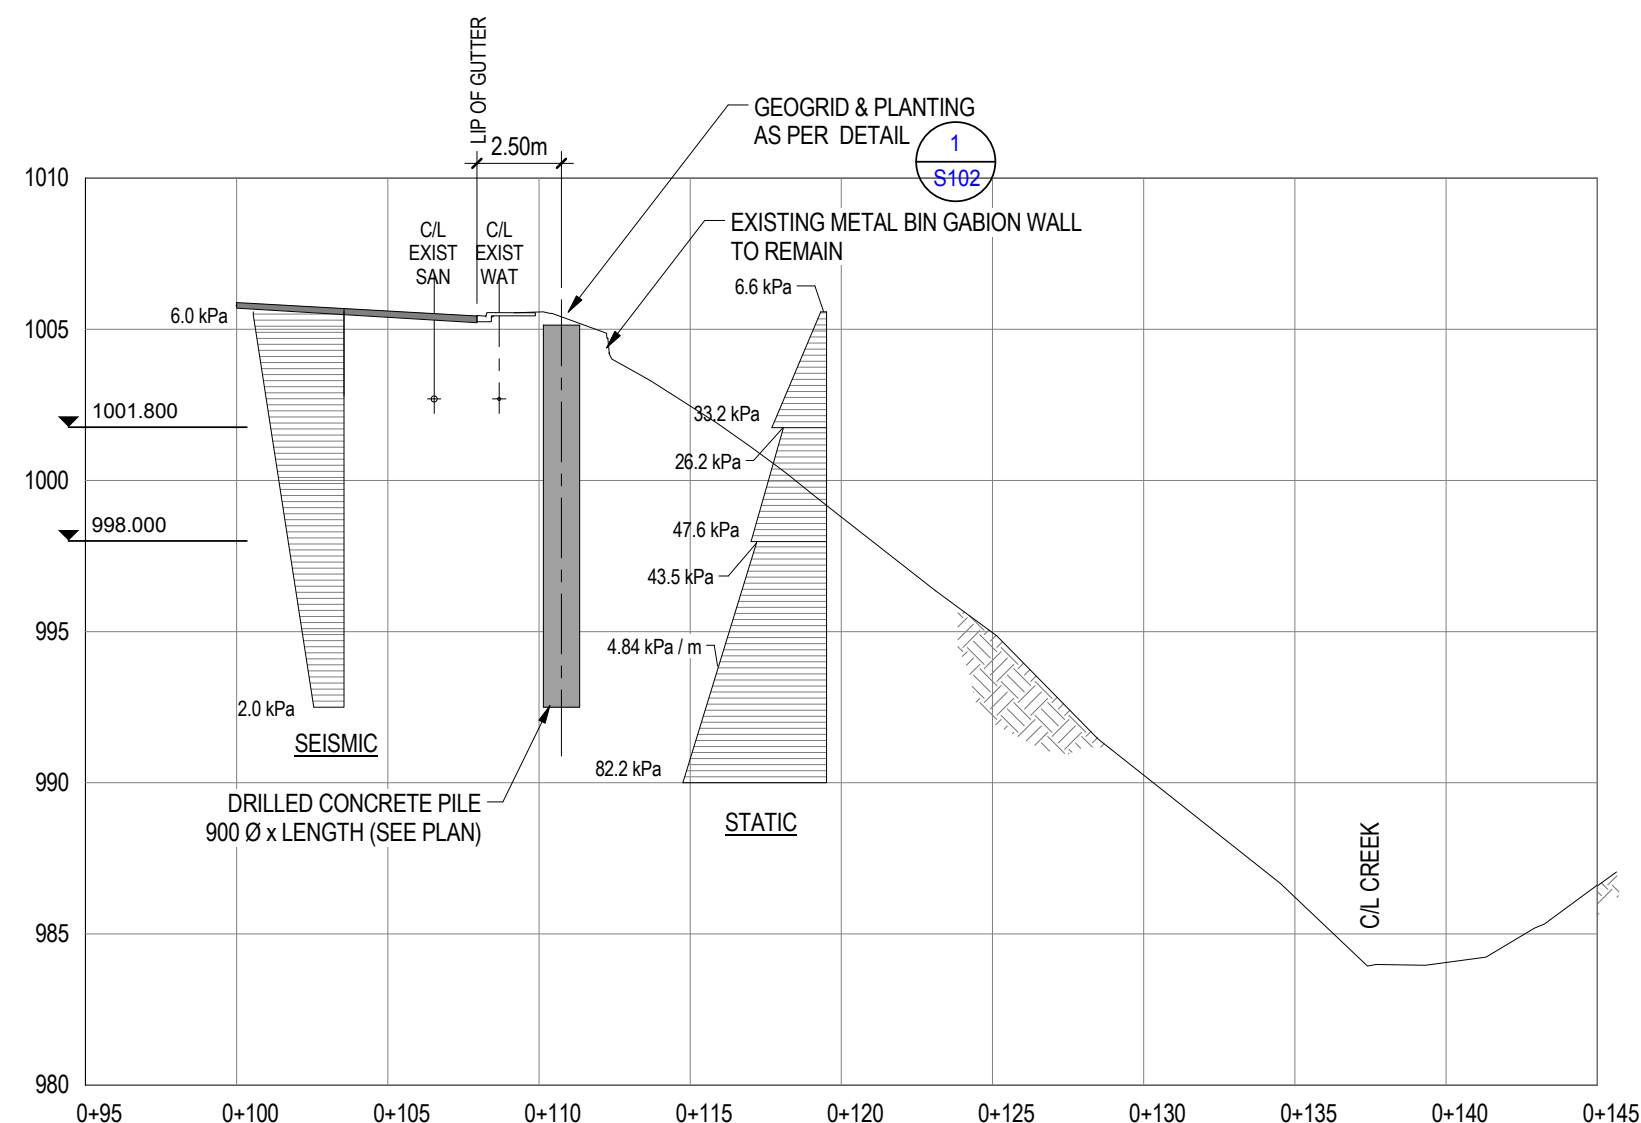 LIP OF GUTTER
2.50m
GEOGRID & PLANTING
AS PER DETAIL
1
S102
EXISTING METAL BIN GABION WALL
TO REMAIN
1010
C/L
EXIST
SAN
C/L
EXIST
WAT
6.6 kPa
6.0 kPa
1005
1001.800
33.2 kPa
26.2 kPa
1000
998.000
47.6 kPa
43.5 kPa
995
4.84 kPa / m
2.0 kPa
SEISMIC
82.2 kPa
990
DRILLED CONCRETE PILE
900 Ø x LENGTH (SEE PLAN)
STATIC
C/L CREEK
985
980
0+95
0+100
0+105
0+110
0+115
0+120
0+125
0+130
0+135
0+140
0+145